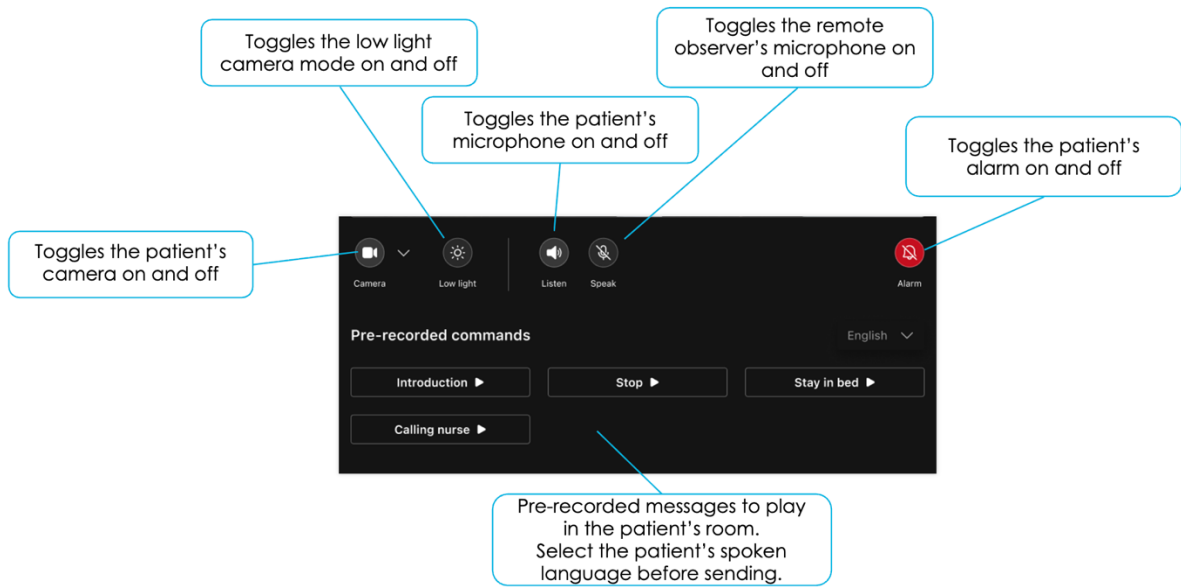 Toggles the low light
camera mode on and off
Toggles the remote
observer's microphone on
and off
Toggles the patient's
microphone on and off
Toggles the patient's
alarm on and off
Toggles the patient's
camera on and off
Camera
Low light
Listen
Speak
Alarm
Pre-recorded commands
English
Introduction
Stop
Stay in bed
Calling nurse
Pre-recorded messages to play
in the patient's room.
Select the patient's spoken
language before sending.